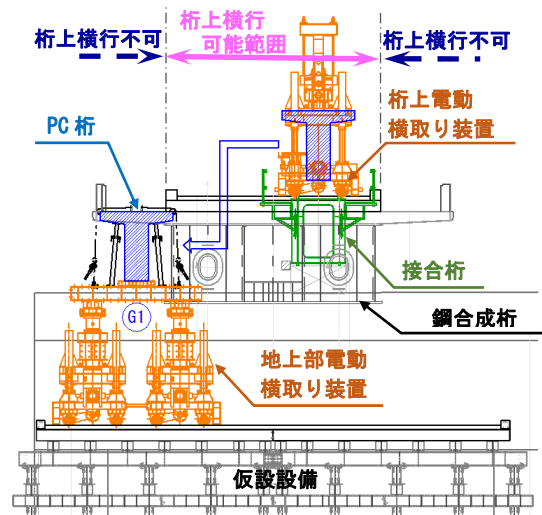 桁上横行不可
桁上横行
可能範囲
桁上横行不可
PC桁
桁上電動
横取り装置
接合桁
鋼合成桁
G1
地上部電動
横取り装置
仮設設備